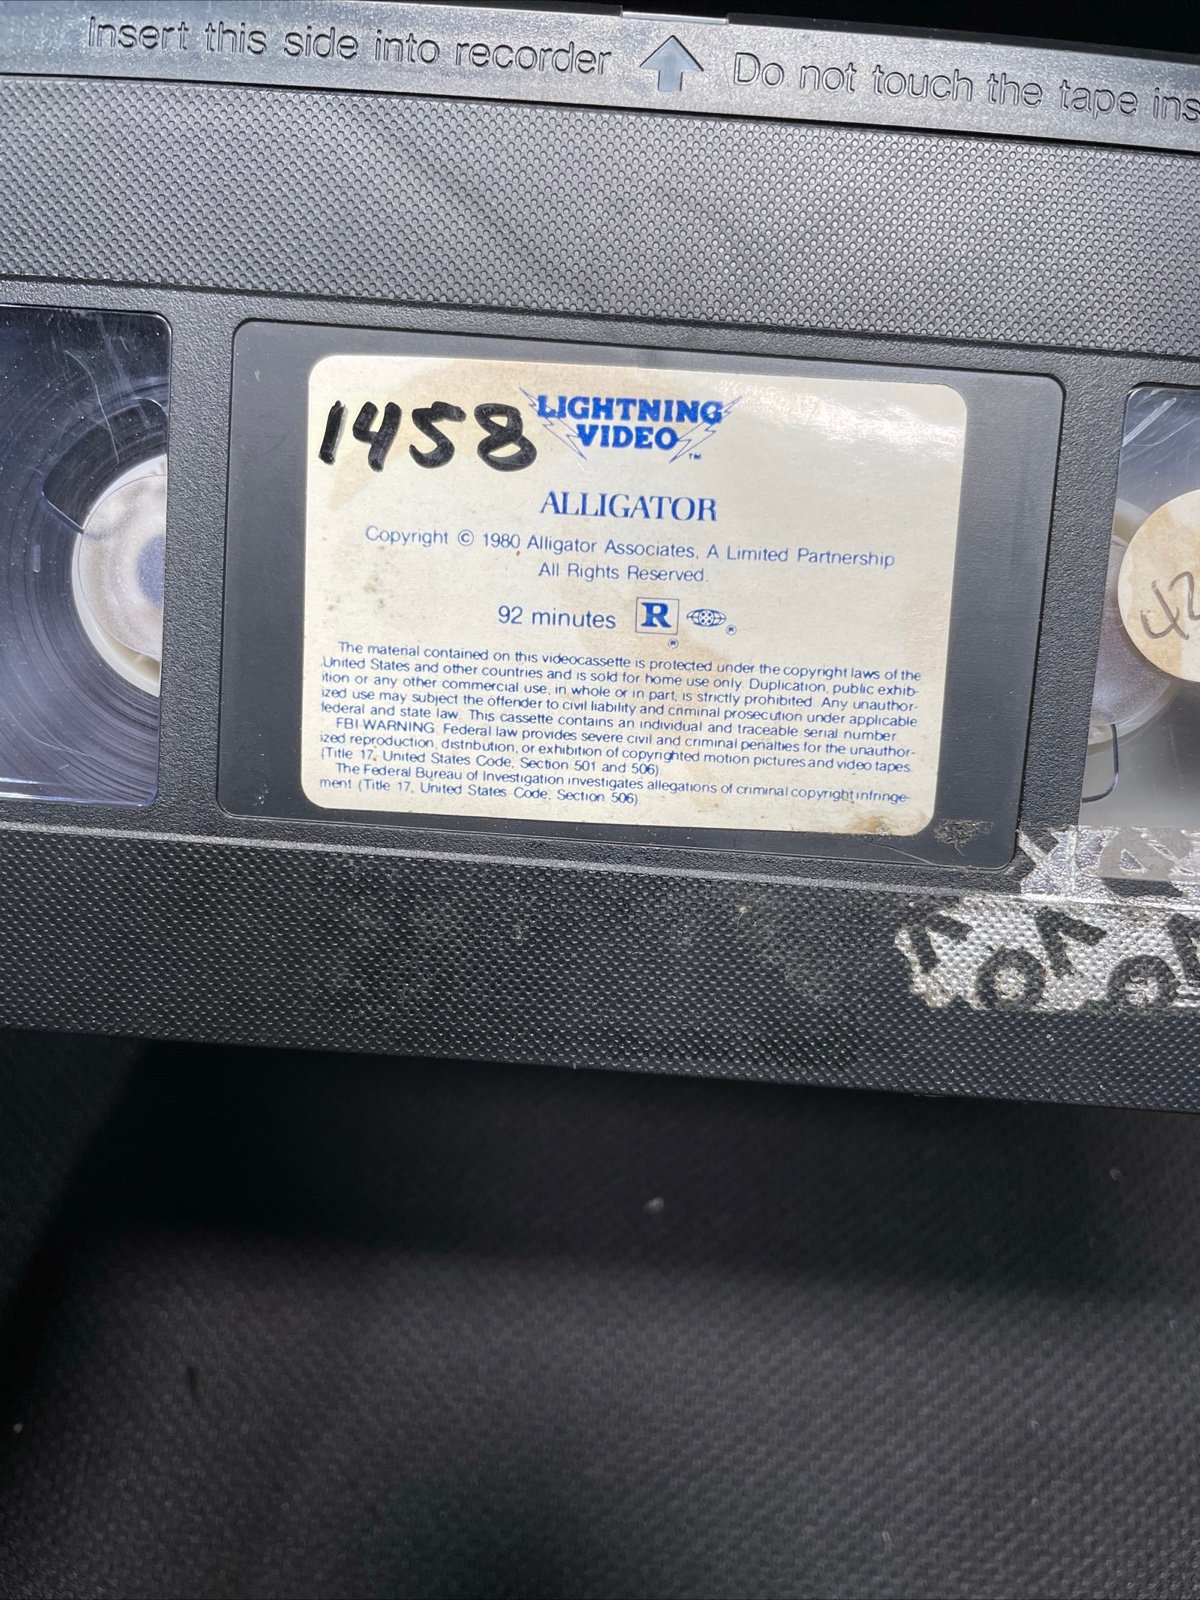 Insert this side into recorder Do not touch the tape ins
1458
LIGHTNING
VIDEO™
ALLIGATOR
Copyright © 1980 Alligator Associates, A Limited Partnership
All Rights Reserved.
92 minutes R ® ®
The material contained on this videocassette is protected under the copyright laws of the
United States and other countries and is sold for home use only. Duplication, public exhib-
ition or any other commercial use, in whole or in part, is strictly prohibited. Any unauthor-
ized use may subject the offender to civil liability and criminal prosecution under applicable
federal and state law. This cassette contains an individual and traceable serial number.
FBI WARNING: Federal law provides severe civil and criminal penalties for the unauthor-
ized reproduction, distribution, or exhibition of copyrighted motion pictures and video tapes.
(Title 17, United States Code, Section 501 and 506).
The Federal Bureau of Investigation investigates allegations of criminal copyright infringe-
ment (Title 17, United States Code, Section 506).
42